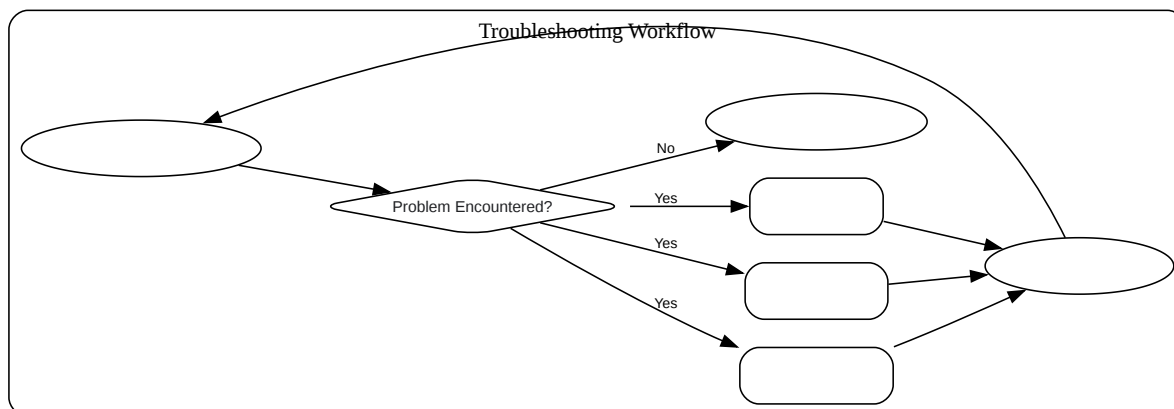 Troubleshooting Workflow
No
Yes
Problem Encountered?
Yes
Yes